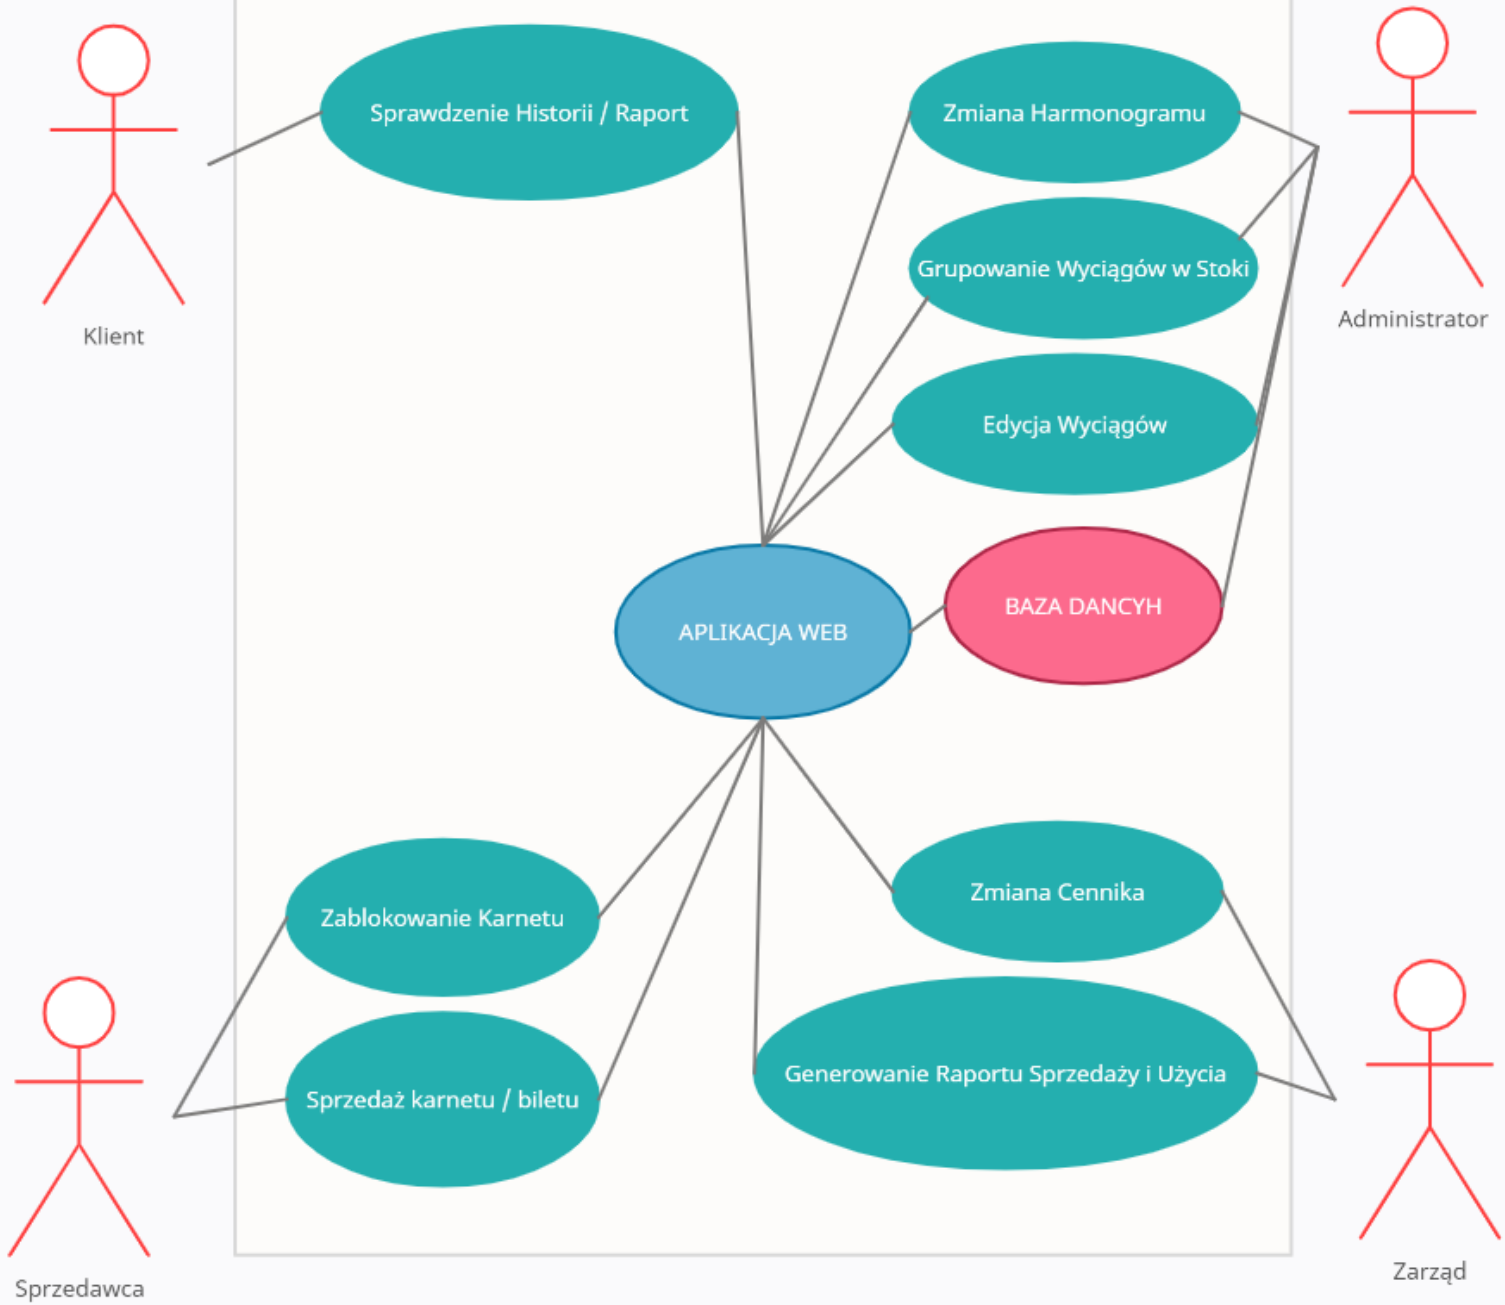 Sprawdzenie Historii / Raport
Zmiana Harmonogramu
Grupowanie Wyciągów w Stoki
Klient
Administrator
Edycja Wyciągów
BAZA DANCYH
APLIKACJA WEB
Zablokowanie Karnetu
Zmiana Cennika
Sprzedaż karnetu / biletu
Generowanie Raportu Sprzedaży i Użycia
Sprzedawca
Zarząd